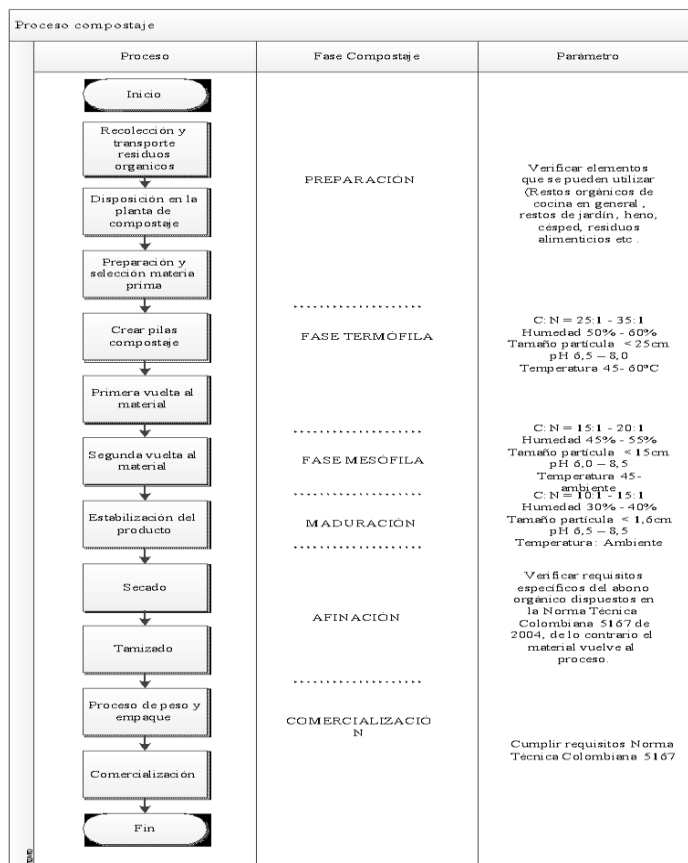 Proceso compostaje
Proceso
Fase Compostaje
Parámetro
Inicio
Recolección y
transporte
residuos
organicos
Disposición en la
planta de
compostaje
Preparación y
selección materia
prima
Crear pilas
compostaje
Primera vuelta al
material
Segunda vuelta al
material
Estabilización del
producto
Secado
Tamizado
Proceso de peso y
empaque
Comercialización
Fin
PREPARACIÓN
FASE TERMÓFILA
FASE MESÓFILA
MADURACIÓN
AFINACIÓN
COMERCIALIZACIÓ
N
Verificar elementos
que se pueden utilizar
(Restos orgánicos de
cocina en general ,
restos de jardín, heno,
césped, residuos
alimenticios etc .
C: N = 25:1 - 35:1
Humedad 50% - 60%
Tamaño partícula < 25cm
pH 6,5 – 8,0
Temperatura 45- 60°C
C: N = 15:1 - 20:1
Humedad 45% - 55%
Tamaño partícula < 15cm
pH 6,0 – 8,5
Temperatura 45-
ambiente
C: N = 10:1 - 15:1
Humedad 30% - 40%
Tamaño partícula < 1,6cm
pH 6,5 – 8,5
Temperatura: Ambiente
Verificar requisitos
específicos del abono
orgánico dispuestos en
la Norma Técnica
Colombiana 5167 de
2004, de lo contrario el
material vuelve al
proceso.
Cumplir requisitos Norma
Técnica Colombiana 5167